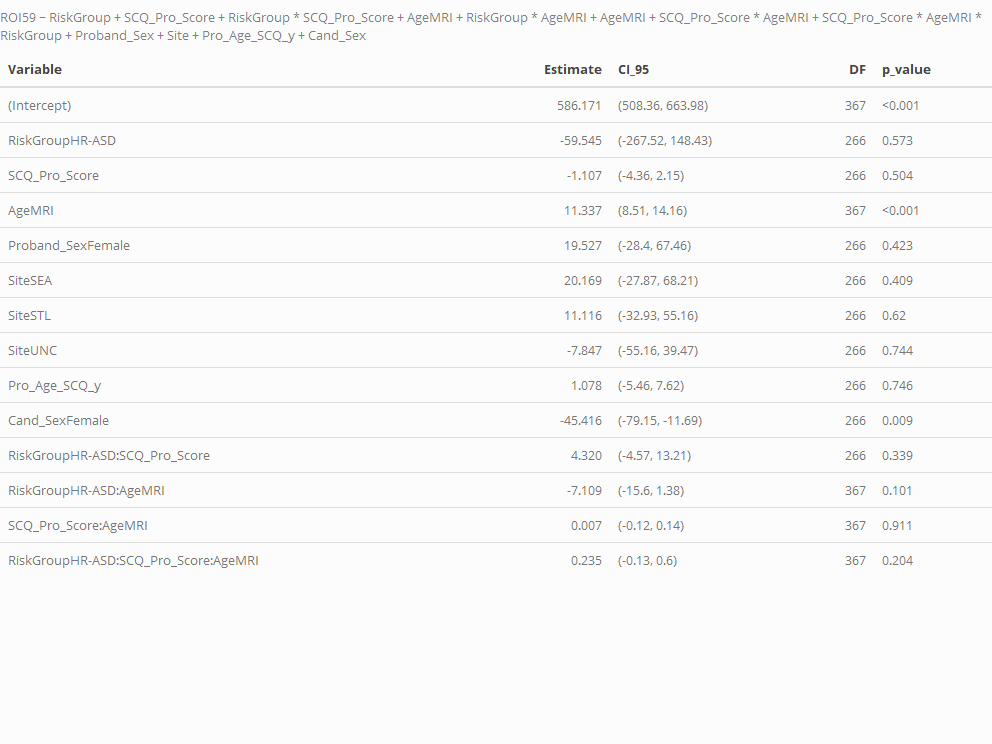 ROI59 ~ RiskGroup + SCQ_Pro_Score + RiskGroup * SCQ_Pro_Score + AgeMRI + RiskGroup * AgeMRI + AgeMRI + SCQ_Pro_Score * AgeMRI + SCQ_Pro_Score * AgeMRI *
RiskGroup + Proband_Sex + Site + Pro_Age_SCQ_y + Cand_Sex
Variable Estimate CI_95 DF p_value
(Intercept) 586.171 (508.36, 663.98) 367 <0.001
RiskGroupHR-ASD -59.545 (-267.52, 148.43) 266 0.573
SCQ_Pro_Score -1.107 (-4.36, 2.15) 266 0.504
AgeMRI 11.337 (8.51, 14.16) 367 <0.001
Proband_SexFemale 19.527 (-28.4, 67.46) 266 0.423
SiteSEA 20.169 (-27.87, 68.21) 266 0.409
SiteSTL 11.116 (-32.93, 55.16) 266 0.62
SiteUNC -7.847 (-55.16, 39.47) 266 0.744
Pro_Age_SCQ_y 1.078 (-5.46, 7.62) 266 0.746
Cand_SexFemale -45.416 (-79.15, -11.69) 266 0.009
RiskGroupHR-ASD:SCQ_Pro_Score 4.320 (-4.57, 13.21) 266 0.339
RiskGroupHR-ASD:AgeMRI -7.109 (-15.6, 1.38) 367 0.101
SCQ_Pro_Score:AgeMRI 0.007 (-0.12, 0.14) 367 0.911
RiskGroupHR-ASD:SCQ_Pro_Score:AgeMRI 0.235 (-0.13, 0.6) 367 0.204